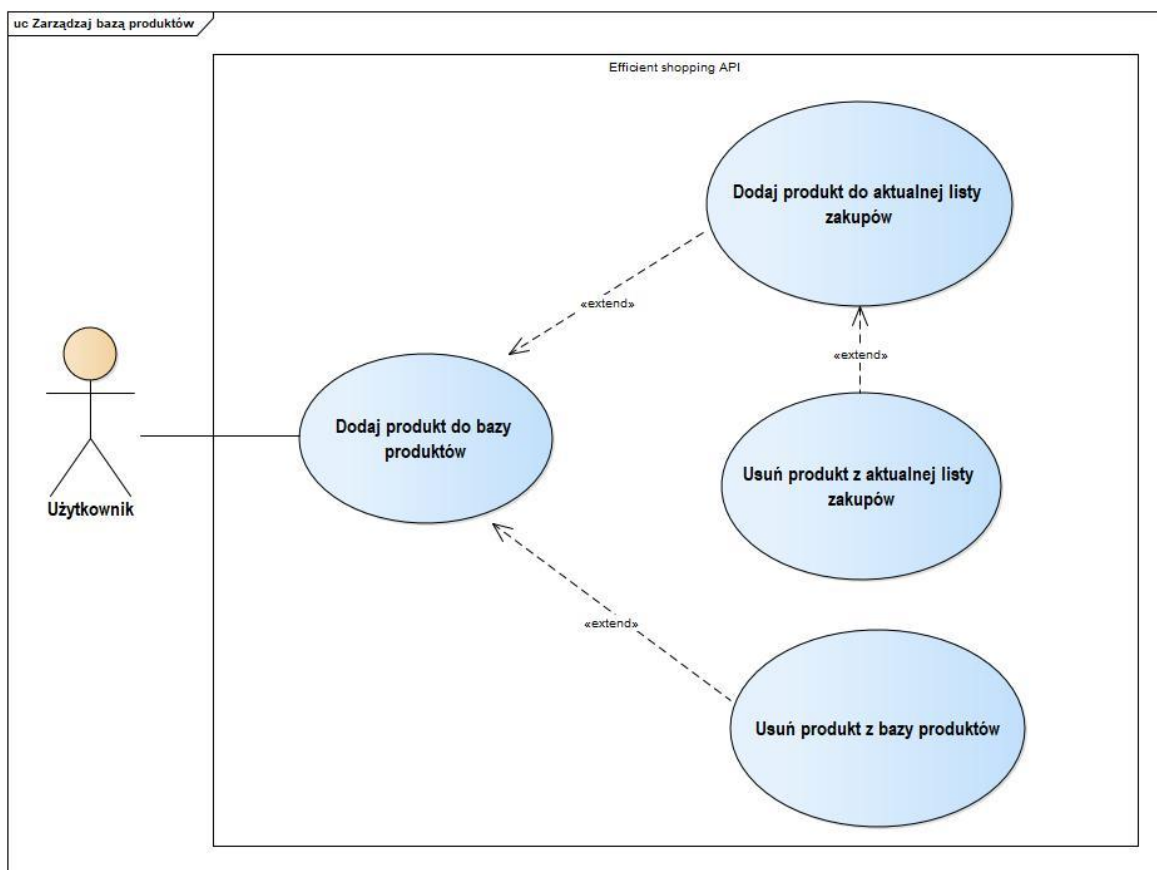 uc Zarządzaj bazą produktów
Efficient shopping API
Dodaj produkt do aktualnej listy
zakupów
«extend»
«extend»
Dodaj produkt do bazy
produktów
Usuń produkt z aktualnej listy
zakupów
Użytkownik
«extend»
Usuń produkt z bazy produktów